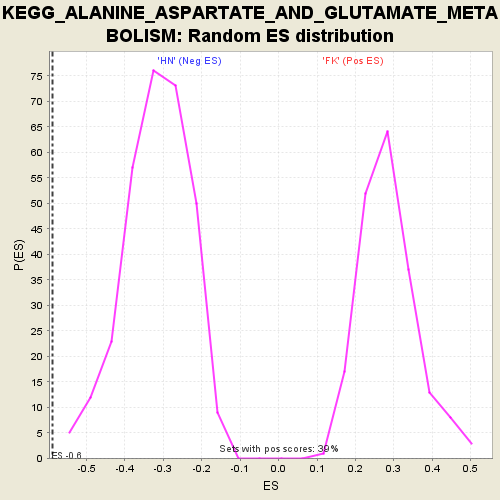 KEGG_ALANINE_ASPARTATE_AND_GLUTAMATE_META
BOLISM: Random ES distribution
'HN' (Neg ES)
'FK' (Pos ES)
75
70
65
60
55
50
45
40
35
30
25
20
15
10
5
0
P(ES)
ES -0.6
Sets with pos scores: 39%
-0.5 -0.4 -0.3 -0.2 -0.1 0.0 0.1 0.2 0.3 0.4 0.5
ES